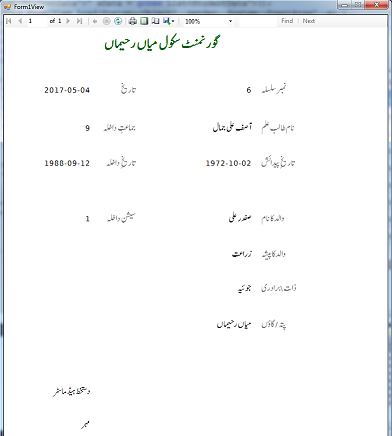 Form1View
1 of 1 100% Find | Next
گورنمنٹ سکول میاں رحیماں
نمبر سلسلہ 6 تاریخ 2017-05-04
نام طالب علم آصف علی جمال جماعت داخلہ 9
تاریخ پیدائش 1972-10-02 تاریخ داخلہ 1988-09-12
والد کا نام صفدر علی سیشن داخلہ 1
والد کا پیشہ زراعت
ذات/برادری جوئیہ
پتہ/گاؤں میاں رحیماں
دستخط ہیڈ ماسٹر
مہر